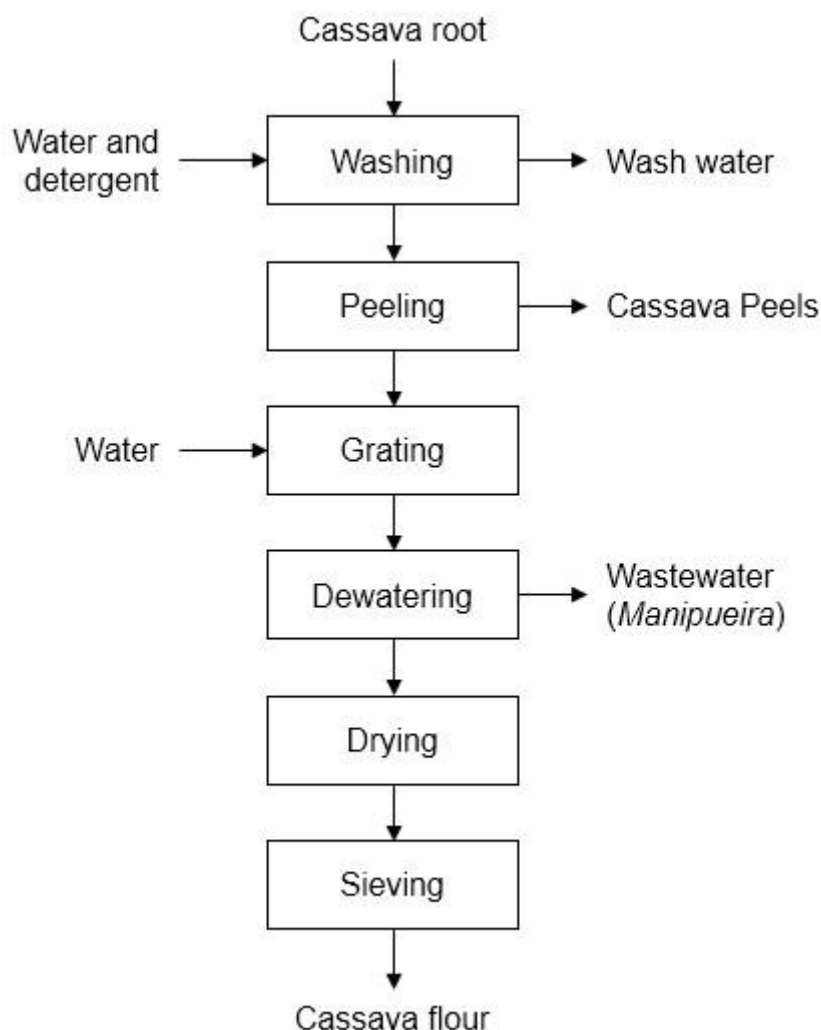 Cassava root
Water and
detergent
Washing
Wash water
Peeling
Cassava Peels
Water
Grating
Dewatering
Wastewater
(Manipueira)
Drying
Sieving
Cassava flour